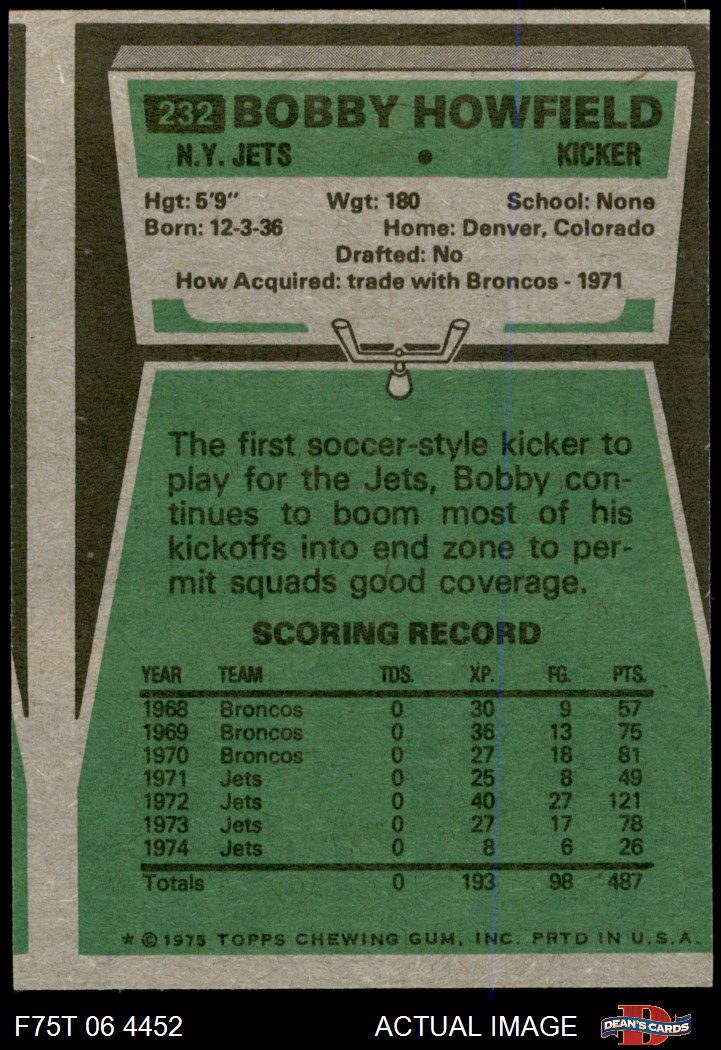 232 BOBBY HOWFIELD
N.Y. JETS • KICKER
Hgt: 5'9" Wgt: 180 School: None
Born: 12-3-36 Home: Denver, Colorado
Drafted: No
How Acquired: trade with Broncos - 1971
The first soccer-style kicker to
play for the Jets, Bobby con-
tinues to boom most of his
kickoffs into end zone to per-
mit squads good coverage.
SCORING RECORD
YEAR TEAM TDS. XP. FG. PTS.
1968 Broncos 0 30 9 57
1969 Broncos 0 36 13 75
1970 Broncos 0 27 18 81
1971 Jets 0 25 8 49
1972 Jets 0 40 27 121
1973 Jets 0 27 17 78
1974 Jets 0 8 6 26
Totals 0 193 98 487
* © 1975 TOPPS CHEWING GUM, INC. PRTD IN U.S.A.
F75T 06 4452 ACTUAL IMAGE D DEAN'S CARDS